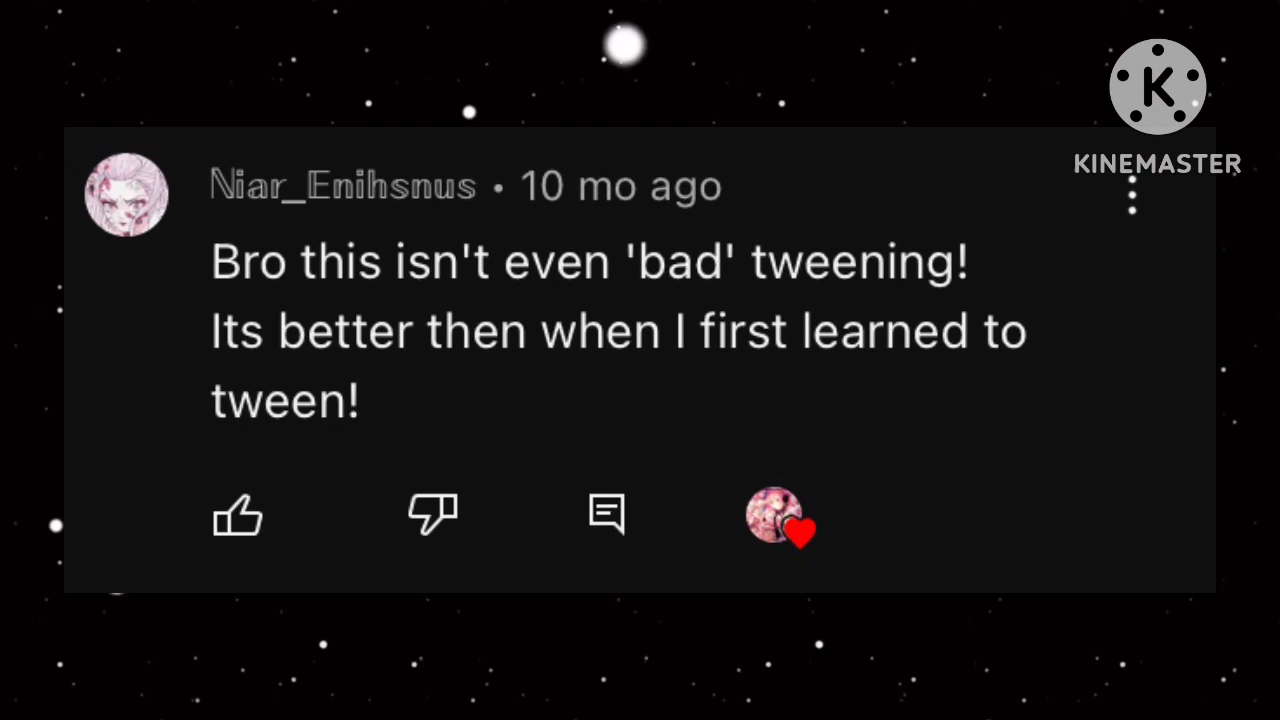 K
KINEMASTER
Niar_Enihsnus • 10 mo ago
Bro this isn't even 'bad' tweening!
Its better then when I first learned to
tween!